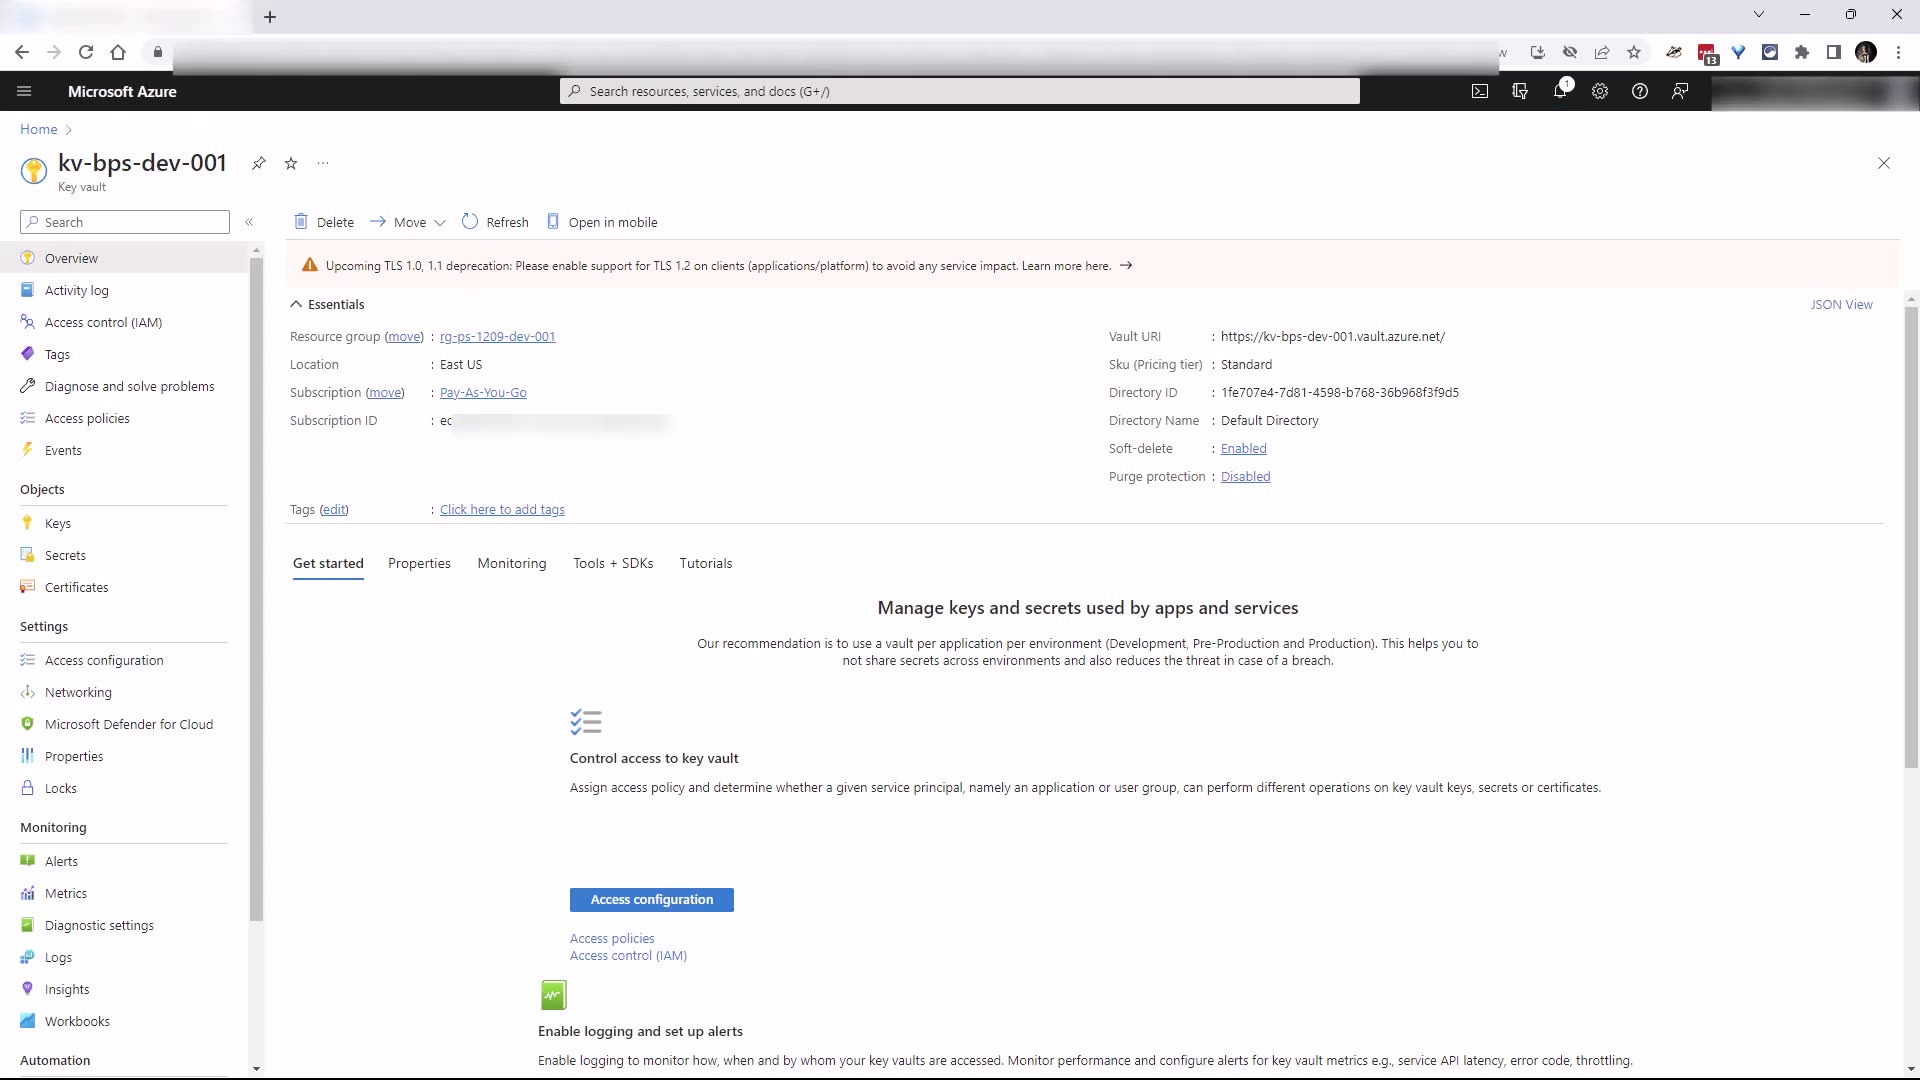 13
Microsoft Azure
Search resources, services, and docs (G+/)
1
Home
kv-bps-dev-001
...
Key vault
Search
«
Delete
Move
Refresh
Open in mobile
Overview
Activity log
Access control (IAM)
Tags
Diagnose and solve problems
Access policies
Events
Objects
Keys
Secrets
Certificates
Settings
Access configuration
Networking
Microsoft Defender for Cloud
Properties
Locks
Monitoring
Alerts
Metrics
Diagnostic settings
Logs
Insights
Workbooks
Automation
Upcoming TLS 1.0, 1.1 deprecation: Please enable support for TLS 1.2 on clients (applications/platform) to avoid any service impact. Learn more here. →
Essentials
JSON View
Resource group (move) : rg-ps-1209-dev-001
Location : East US
Subscription (move) : Pay-As-You-Go
Subscription ID : ec
Vault URI : https://kv-bps-dev-001.vault.azure.net/
Sku (Pricing tier) : Standard
Directory ID : 1fe707e4-7d81-4598-b768-36b968f3f9d5
Directory Name : Default Directory
Soft-delete : Enabled
Purge protection : Disabled
Tags (edit) : Click here to add tags
Get started Properties Monitoring Tools + SDKs Tutorials
Manage keys and secrets used by apps and services
Our recommendation is to use a vault per application per environment (Development, Pre-Production and Production). This helps you to
not share secrets across environments and also reduces the threat in case of a breach.
Control access to key vault
Assign access policy and determine whether a given service principal, namely an application or user group, can perform different operations on key vault keys, secrets or certificates.
Access configuration
Access policies
Access control (IAM)
Enable logging and set up alerts
Enable logging to monitor how, when and by whom your key vaults are accessed. Monitor performance and configure alerts for key vault metrics e.g., service API latency, error code, throttling.